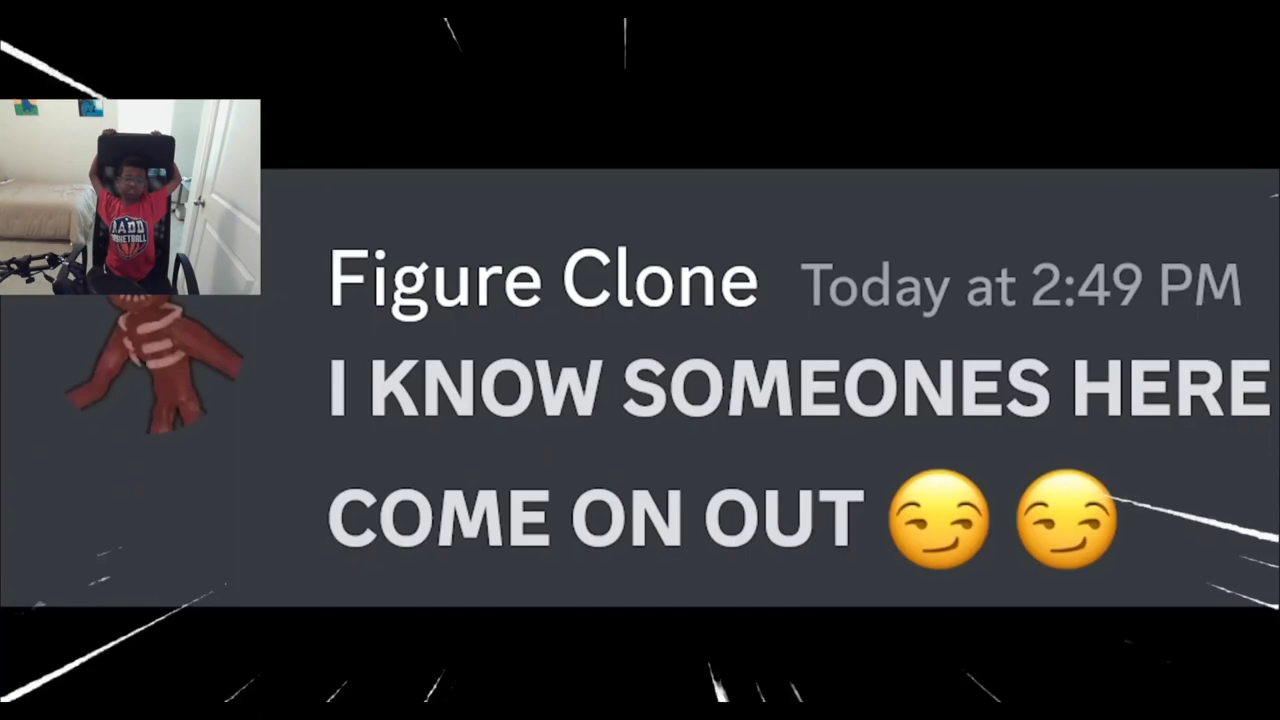 Figure Clone Today at 2:49 PM
I KNOW SOMEONES HERE
COME ON OUT 😏 😏